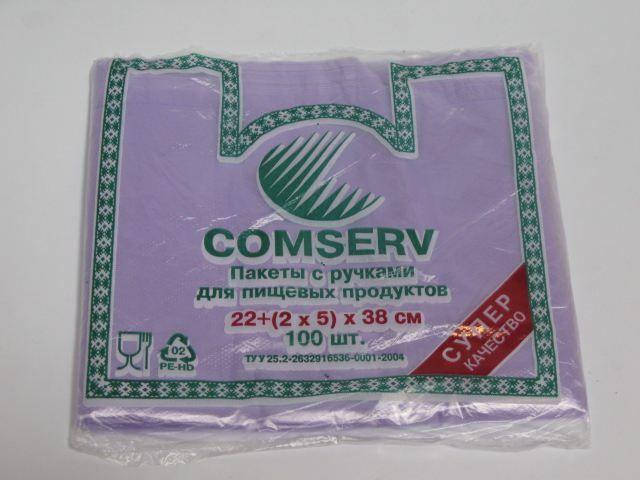 COMSERV
Пакеты с ручками
для пищевых продуктов
22+(2 x 5) x 38 см
100 шт.
ТУ У 25.2-2632916536-0001-2004
02
PE-HD
СУПЕР
КАЧЕСТВО